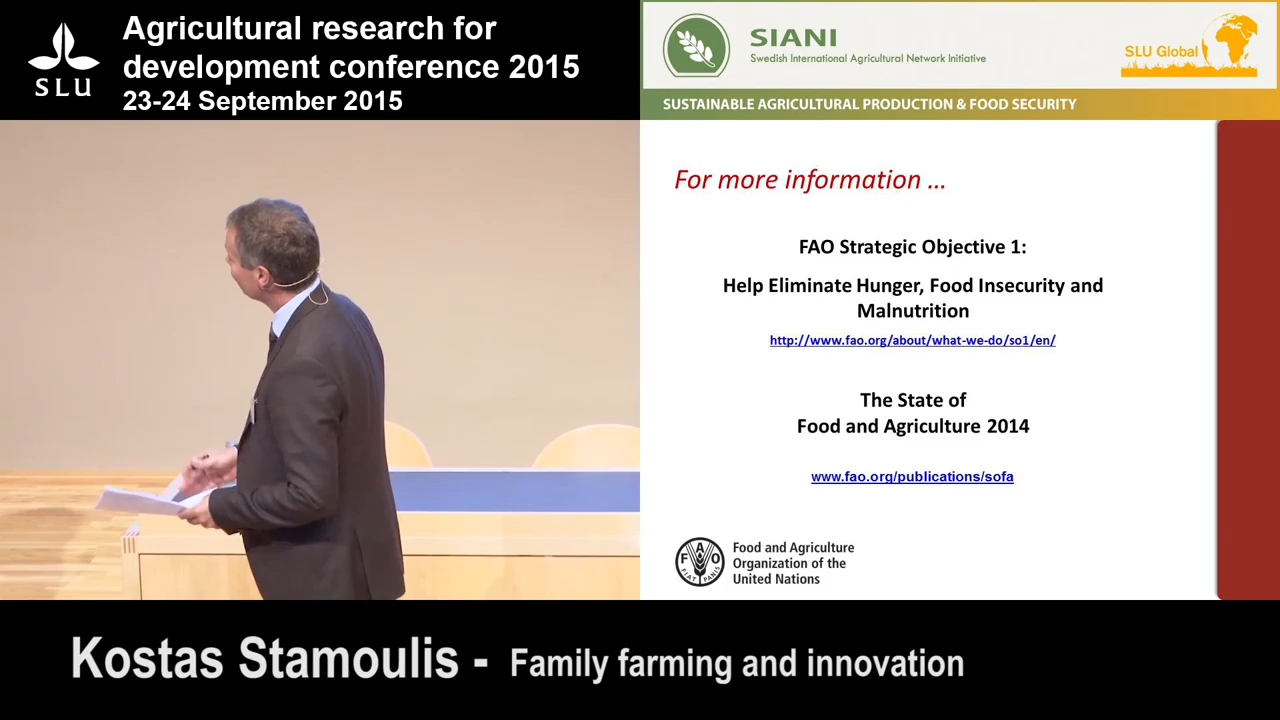 SLU
Agricultural research for
development conference 2015
23-24 September 2015
SIANI
Swedish International Agricultural Network Initiative
SLU Global
SUSTAINABLE AGRICULTURAL PRODUCTION & FOOD SECURITY
For more information ...
FAO Strategic Objective 1:
Help Eliminate Hunger, Food Insecurity and
Malnutrition
http://www.fao.org/about/what-we-do/so1/en/
The State of
Food and Agriculture 2014
www.fao.org/publications/sofa
F A O
FIAT PANIS
Food and Agriculture
Organization of the
United Nations
Kostas Stamoulis - Family farming and innovation